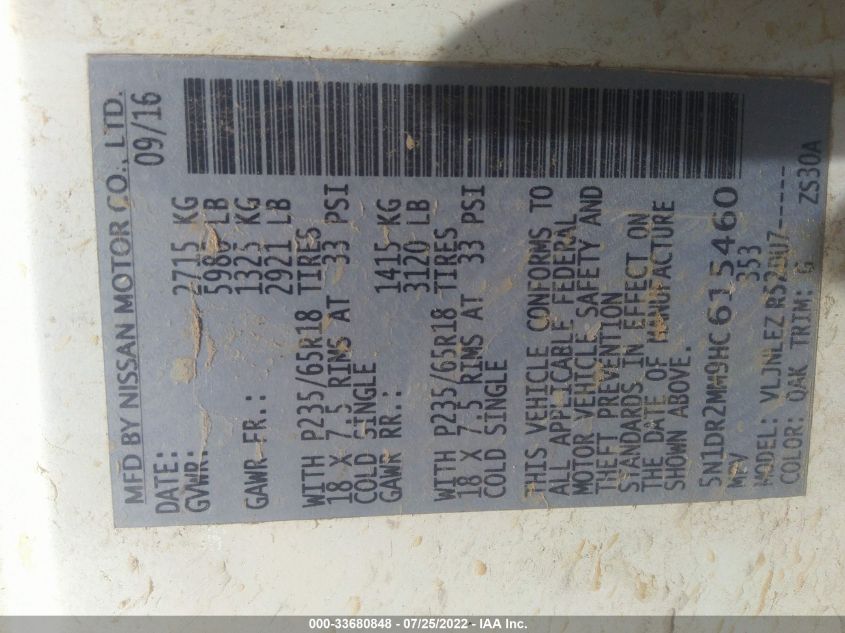 MFD BY NISSAN MOTOR CO., LTD.
DATE: 09/16
GVWR: 2715 KG
5986 LB
GAWR FR.: 1325 KG
2921 LB
WITH P235/65R18 TIRES
18 X 7.5 RIMS AT 33 PSI
COLD SINGLE
GAWR RR.: 1415 KG
3120 LB
WITH P235/65R18 TIRES
18 X 7.5 RIMS AT 33 PSI
COLD SINGLE
THIS VEHICLE CONFORMS TO
ALL APPLICABLE FEDERAL
MOTOR VEHICLE SAFETY AND
THEFT PREVENTION
STANDARDS IN EFFECT ON
THE DATE OF MANUFACTURE
SHOWN ABOVE.
5N1DR2MM9HC615460
MPV 353
MODEL: VLJNLEZ
COLOR: QAK TRIM: G ZS30A
000-33680848 - 07/25/2022 - IAA Inc.